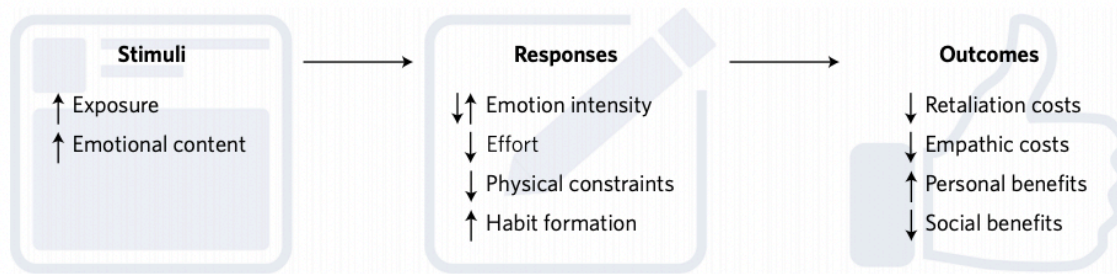 Stimuli
↑ Exposure
↑ Emotional content
Responses
↓↑ Emotion intensity
↓ Effort
↓ Physical constraints
↑ Habit formation
Outcomes
↓ Retaliation costs
↓ Empathic costs
↑ Personal benefits
↓ Social benefits